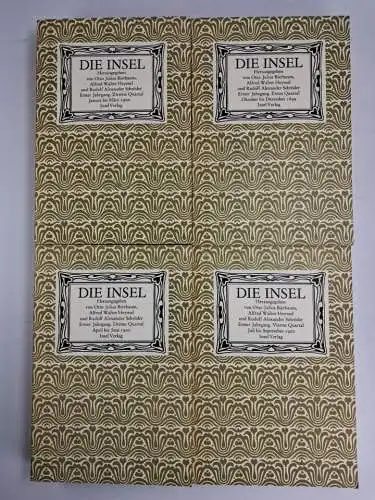 DIE INSEL
Herausgegeben
von Otto Julius Bierbaum,
Alfred Walter Heymel
und Rudolf Alexander Schröder
Erster Jahrgang. Zweites Quartal
Januar bis März 1900
Insel Verlag
DIE INSEL
Herausgegeben
von Otto Julius Bierbaum,
Alfred Walter Heymel
und Rudolf Alexander Schröder
Erster Jahrgang. Erstes Quartal
Oktober bis Dezember 1899
Insel Verlag
DIE INSEL
Herausgegeben
von Otto Julius Bierbaum,
Alfred Walter Heymel
und Rudolf Alexander Schröder
Erster Jahrgang. Drittes Quartal
April bis Juni 1900
Insel Verlag
DIE INSEL
Herausgegeben
von Otto Julius Bierbaum,
Alfred Walter Heymel
und Rudolf Alexander Schröder
Erster Jahrgang. Viertes Quartal
Juli bis September 1900
Insel Verlag